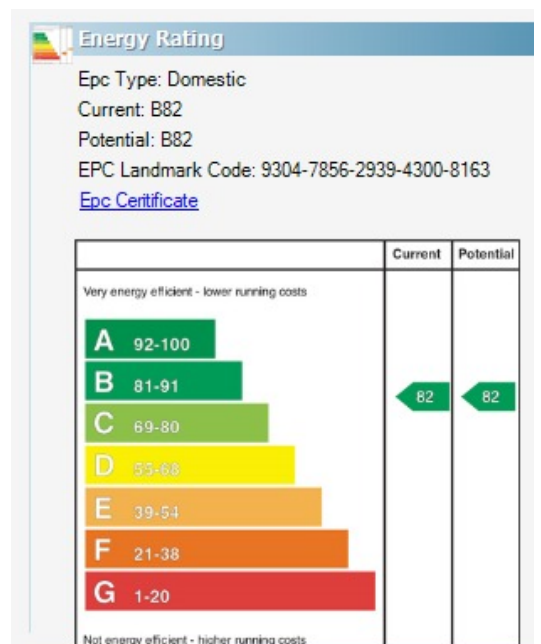 Energy Rating
Epc Type: Domestic
Current: B82
Potential: B82
EPC Landmark Code: 9304-7856-2939-4300-8163
Epc Ceritificate
Current Potential
Very energy efficient - lower running costs
A 92-100
B 81-91
82 82
C 69-80
D 55-68
E 39-54
F 21-38
G 1-20
Not energy efficient - higher running costs